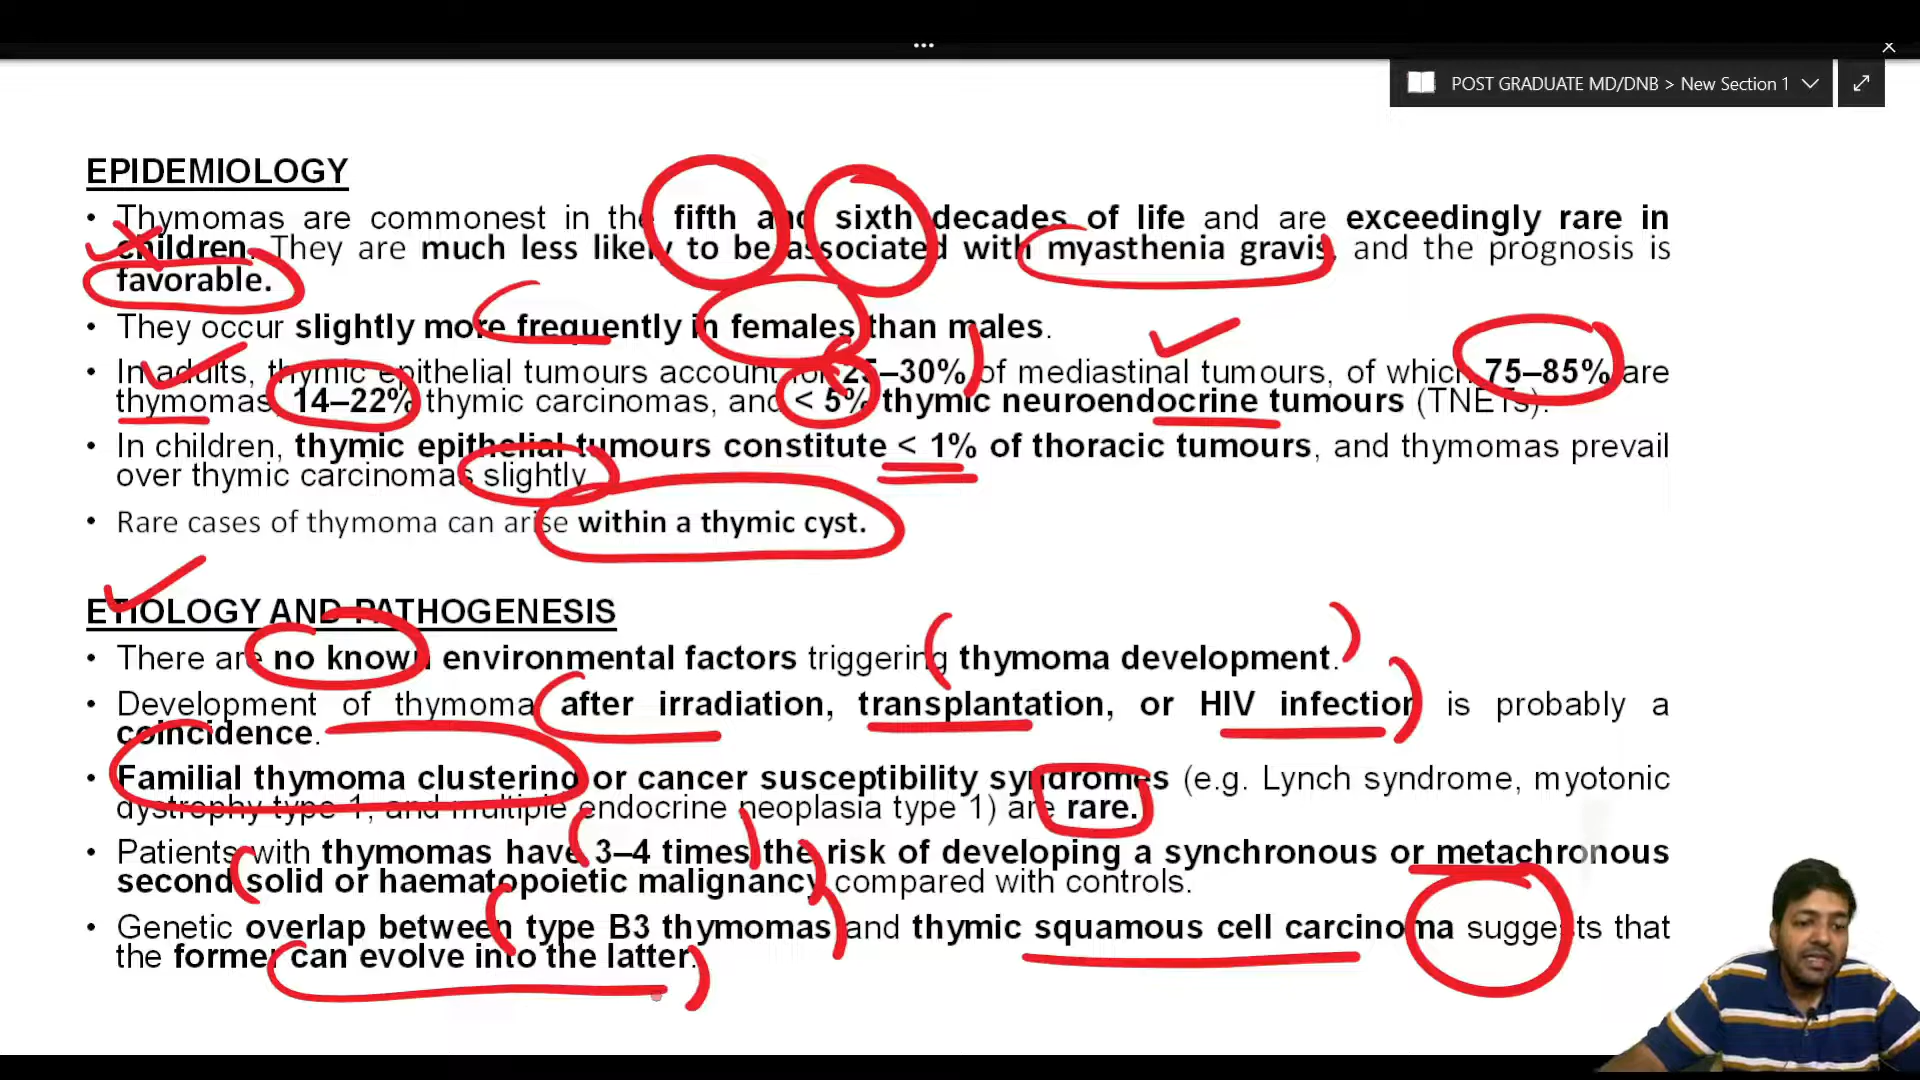 ...
POST GRADUATE MD/DNB > New Section 1
EPIDEMIOLOGY
• Thymomas are commonest in the fifth and sixth decades of life and are exceedingly rare in
children. They are much less likely to be associated with myasthenia gravis, and the prognosis is
favorable.
• They occur slightly more frequently in females than males.
• In adults, thymic epithelial tumours account for 25–30% of mediastinal tumours, of which 75–85% are
thymomas, 14–22% thymic carcinomas, and < 5% thymic neuroendocrine tumours (TNETs).
• In children, thymic epithelial tumours constitute < 1% of thoracic tumours, and thymomas prevail
over thymic carcinomas slightly
• Rare cases of thymoma can arise within a thymic cyst.
ETIOLOGY AND PATHOGENESIS
• There are no known environmental factors triggering thymoma development.
• Development of thymoma after irradiation, transplantation, or HIV infection is probably a
coincidence.
• Familial thymoma clustering or cancer susceptibility syndromes (e.g. Lynch syndrome, myotonic
dystrophy type 1, and multiple endocrine neoplasia type 1) are rare.
• Patients with thymomas have 3–4 times the risk of developing a synchronous or metachronous
second solid or haematopoietic malignancy compared with controls.
• Genetic overlap between type B3 thymomas and thymic squamous cell carcinoma suggests that
the former can evolve into the latter.